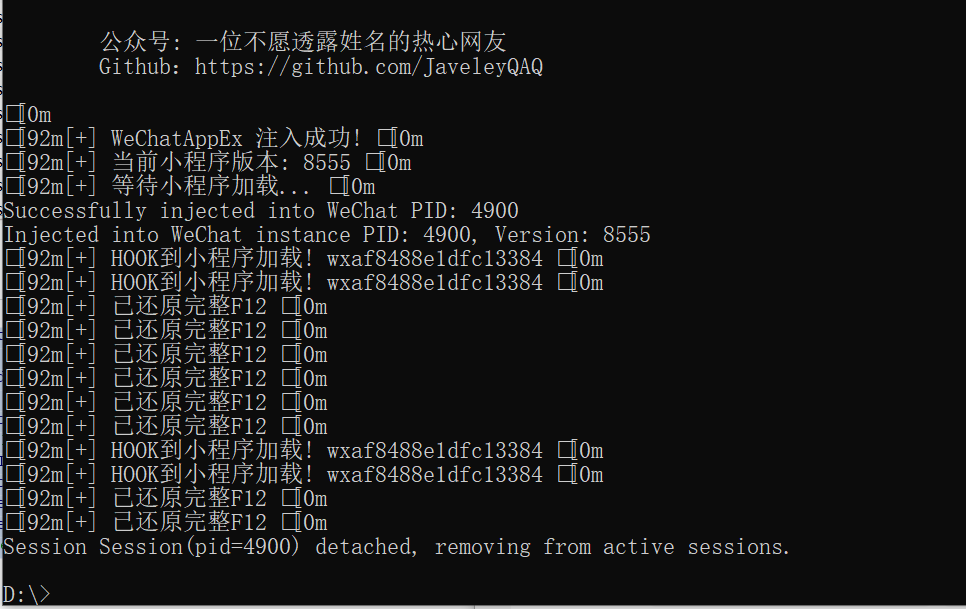 公众号: 一位不愿透露姓名的热心网友
Github: https://github.com/JaveleyQAQ
□[0m
□[92m[+] WeChatAppEx 注入成功! □[0m
□[92m[+] 当前小程序版本: 8555 □[0m
□[92m[+] 等待小程序加载... □[0m
Successfully injected into WeChat PID: 4900
Injected into WeChat instance PID: 4900, Version: 8555
□[92m[+] HOOK到小程序加载! wxaf8488e1dfc13384 □[0m
□[92m[+] HOOK到小程序加载! wxaf8488e1dfc13384 □[0m
□[92m[+] 已还原完整F12 □[0m
□[92m[+] 已还原完整F12 □[0m
□[92m[+] 已还原完整F12 □[0m
□[92m[+] 已还原完整F12 □[0m
□[92m[+] 已还原完整F12 □[0m
□[92m[+] 已还原完整F12 □[0m
□[92m[+] HOOK到小程序加载! wxaf8488e1dfc13384 □[0m
□[92m[+] HOOK到小程序加载! wxaf8488e1dfc13384 □[0m
□[92m[+] 已还原完整F12 □[0m
□[92m[+] 已还原完整F12 □[0m
Session Session(pid=4900) detached, removing from active sessions.
D:\>